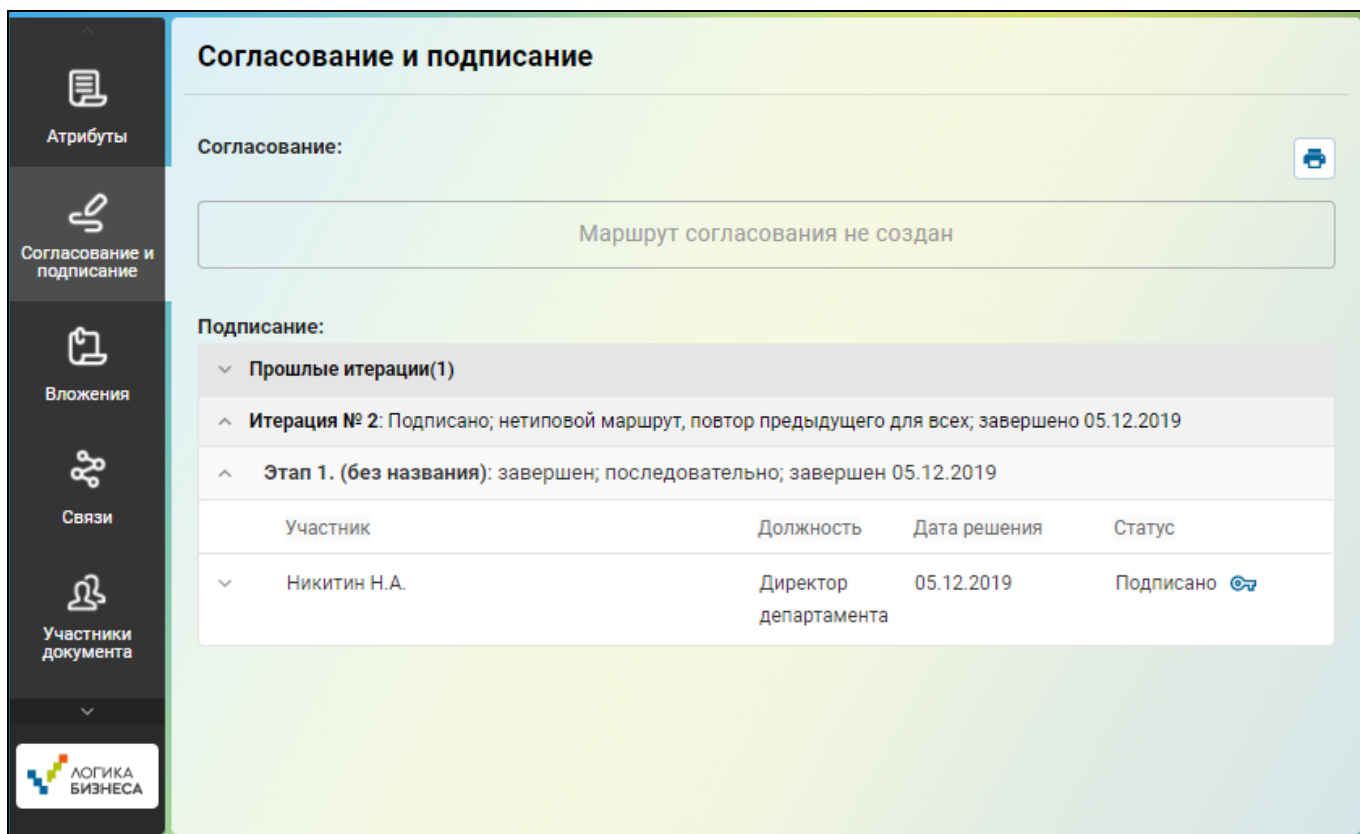 Атрибуты
Согласование и
подписание
Вложения
Связи
Участники
документа
ЛОГИКА
БИЗНЕСА
Согласование и подписание
Согласование:
Маршрут согласования не создан
Подписание:
Прошлые итерации(1)
Итерация № 2: Подписано; нетиповой маршрут, повтор предыдущего для всех; завершено 05.12.2019
Этап 1. (без названия): завершен; последовательно; завершен 05.12.2019
Участник Должность Дата решения Статус
Никитин Н.А. Директор 05.12.2019 Подписано
департамента